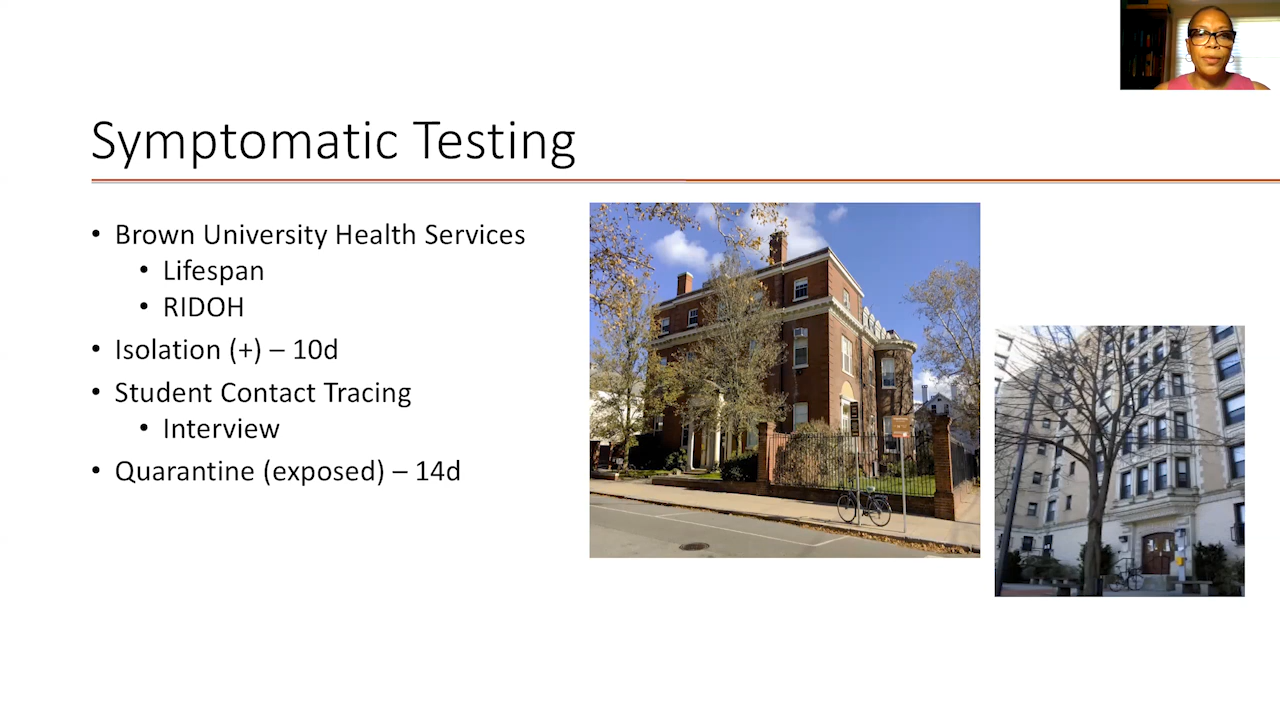 Symptomatic Testing
• Brown University Health Services
• Lifespan
• RIDOH
• Isolation (+) – 10d
• Student Contact Tracing
• Interview
• Quarantine (exposed) – 14d